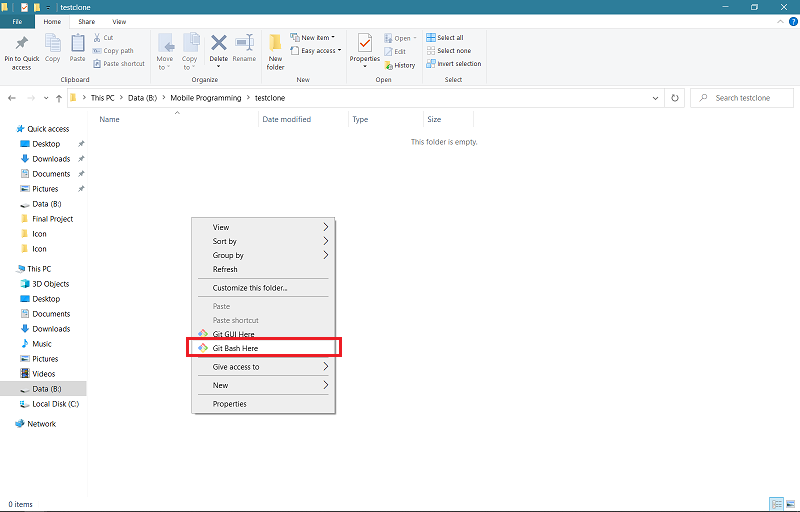 testclone
File Home Share View
Pin to Quick access
Copy
Paste
Cut
Copy path
Paste shortcut
Clipboard
Move to
Copy to
Delete
Rename
Organize
New folder
New item
Easy access
New
Properties
Open
Edit
History
Open
Select all
Select none
Invert selection
Select
This PC > Data (B:) > Mobile Programming > testclone
Search testclone
Name Date modified Type Size
This folder is empty.
Quick access
Desktop
Downloads
Documents
Pictures
Data (B:)
Final Project
Icon
Icon
This PC
3D Objects
Desktop
Documents
Downloads
Music
Pictures
Videos
Data (B:)
Local Disk (C:)
Network
View
Sort by
Group by
Refresh
Customize this folder...
Paste
Paste shortcut
Git GUI Here
Git Bash Here
Give access to
New
Properties
0 items